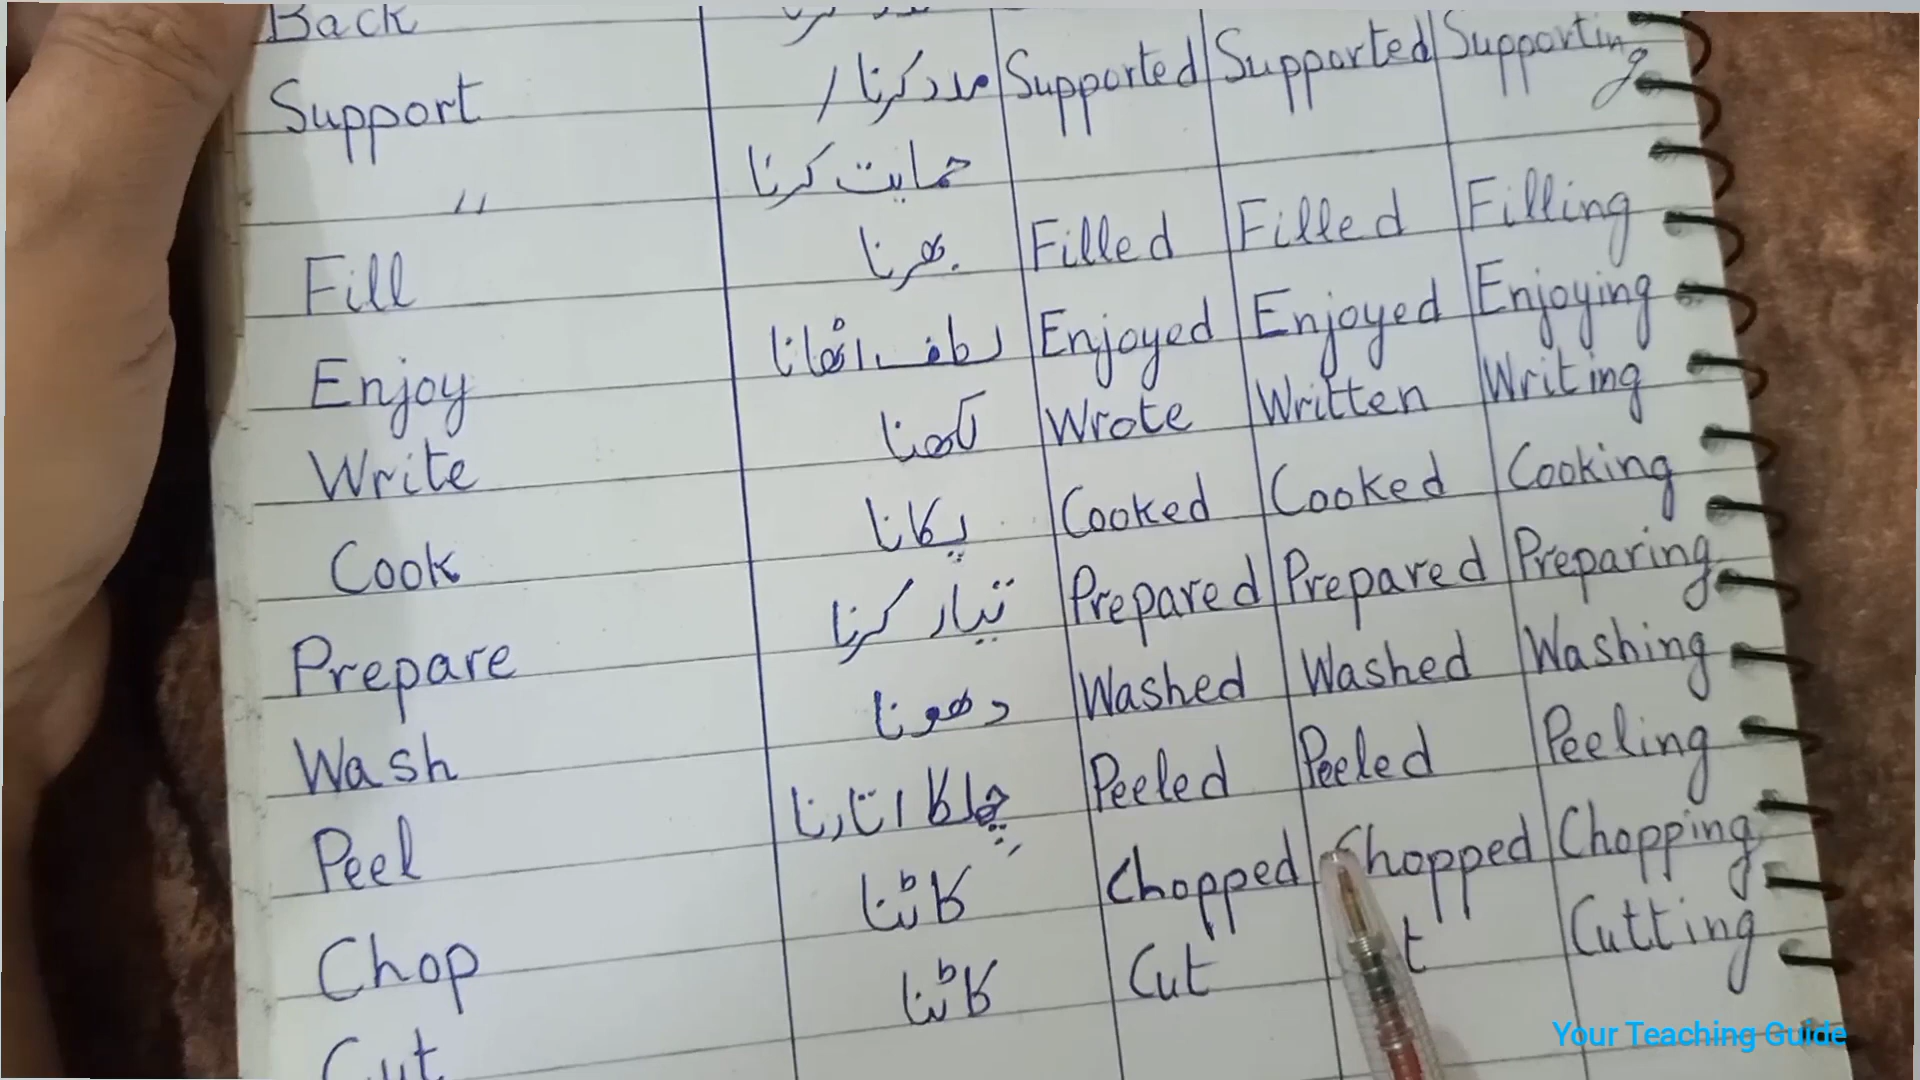 Back
Support مدد کرنا / Supported Supported Supporting
〃 حمایت کرنا
Fill بھرنا Filled Filled Filling
Enjoy لطف اٹھانا Enjoyed Enjoyed Enjoying
Write لکھنا Wrote Written Writing
Cook پکانا Cooked Cooked Cooking
Prepare تیار کرنا Prepared Prepared Preparing
Wash دھونا Washed Washed Washing
Peel چھلکا اتارنا Peeled Peeled Peeling
Chop کاٹنا Chopped Chopped Chopping
Cut کاٹنا Cut Cutting
Your Teaching Guide